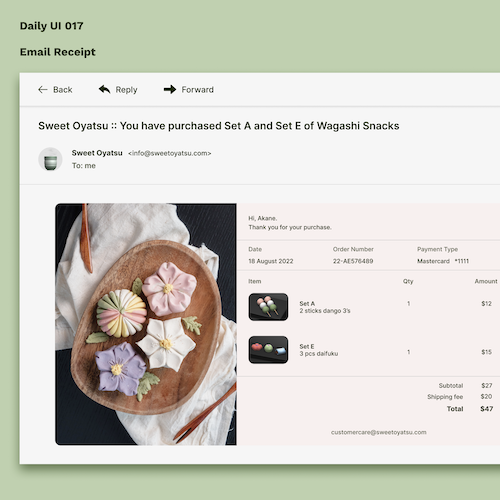 Daily UI 017
Email Receipt
Back Reply Forward
Sweet Oyatsu :: You have purchased Set A and Set E of Wagashi Snacks
Sweet Oyatsu <info@sweetoyatsu.com>
To: me
Hi, Akane.
Thank you for your purchase.
Date Order Number Payment Type
18 August 2022 22-AE576489 Mastercard *1111
Item Qty Amount
Set A 1 $12
2 sticks dango 3's
Set E 1 $15
3 pcs daifuku
Subtotal $27
Shipping fee $20
Total $47
customercare@sweetoyatsu.com